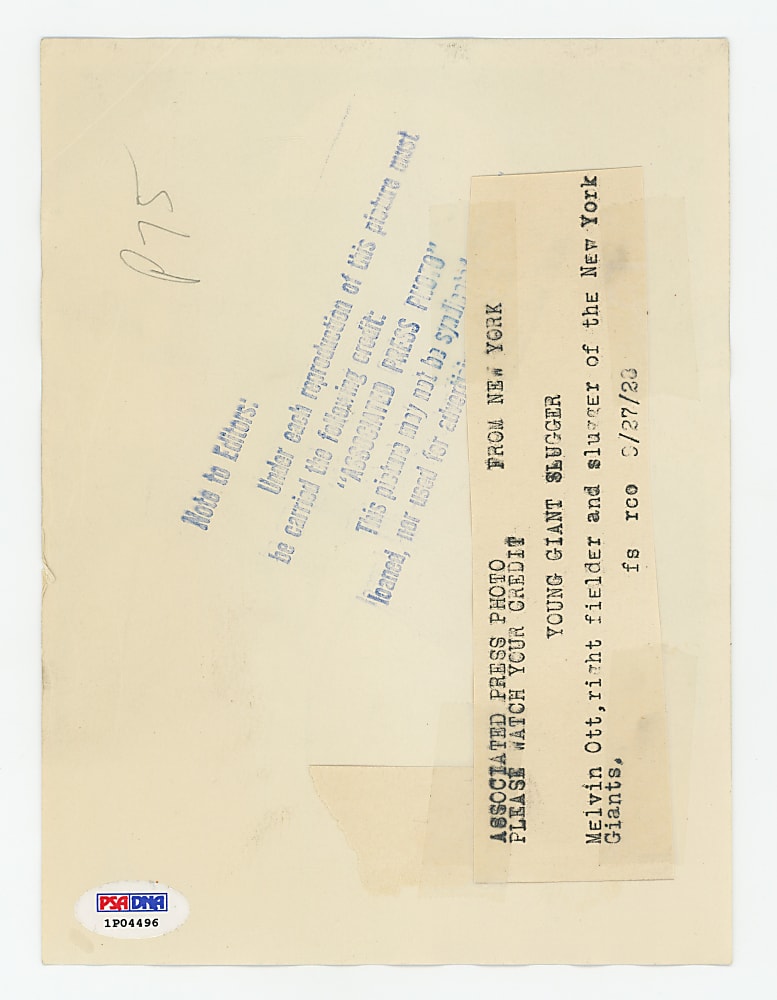 P75
Note to Editors:
Under each reproduction of this picture must
be carried the following credit:
"ASSOCIATED PRESS PHOTO"
This picture may not be syndicated,
loaned, nor used for
ASSOCIATED PRESS PHOTO FROM NEW YORK
PLEASE WATCH YOUR CREDIT
YOUNG GIANT SLUGGER
Melvin Ott, right fielder and slugger of the New York
Giants,
fs rco
PSA DNA
1P04496